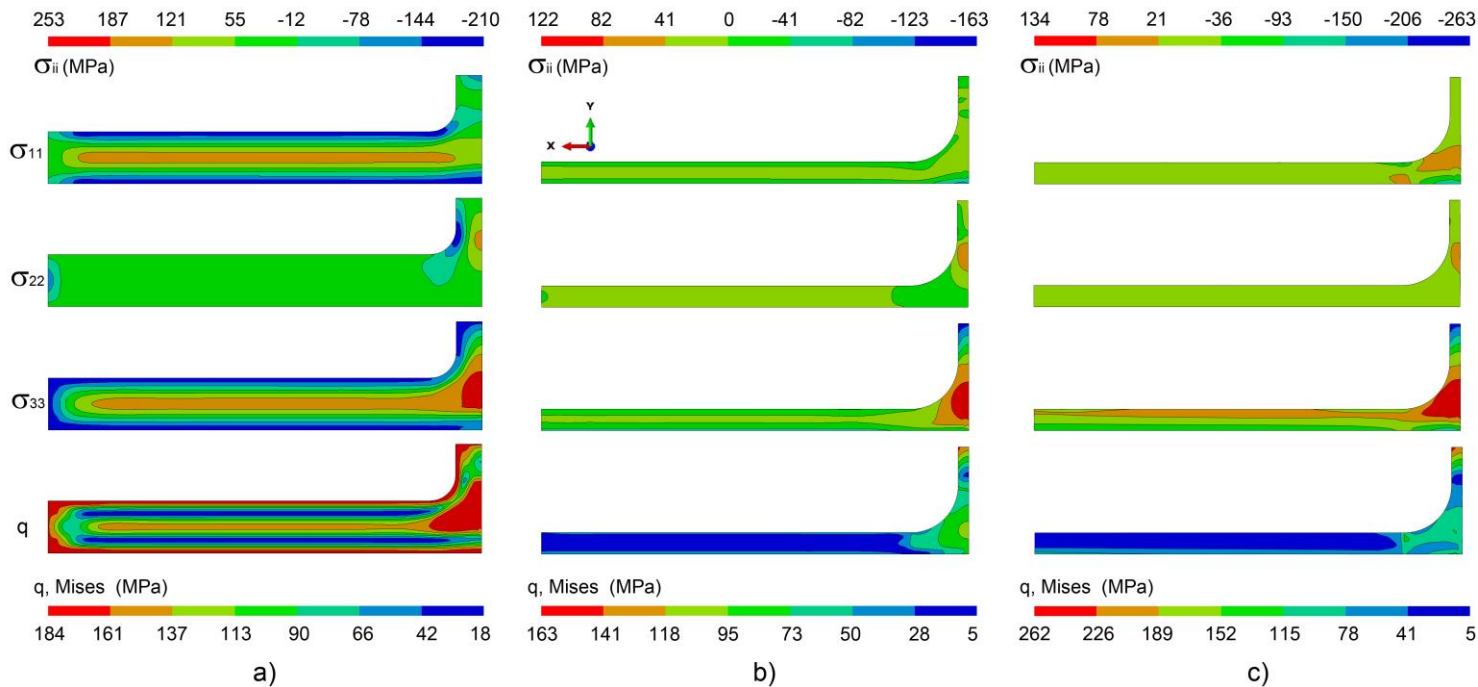 253 187 121 55 -12 -78 -144 -210
122 82 41 0 -41 -82 -123 -163
134 78 21 -36 -93 -150 -206 -263
σii (MPa)
σii (MPa)
σii (MPa)
Y
X
σ11
σ22
σ33
q
q, Mises (MPa)
q, Mises (MPa)
q, Mises (MPa)
184 161 137 113 90 66 42 18
163 141 118 95 73 50 28 5
262 226 189 152 115 78 41 5
a)
b)
c)